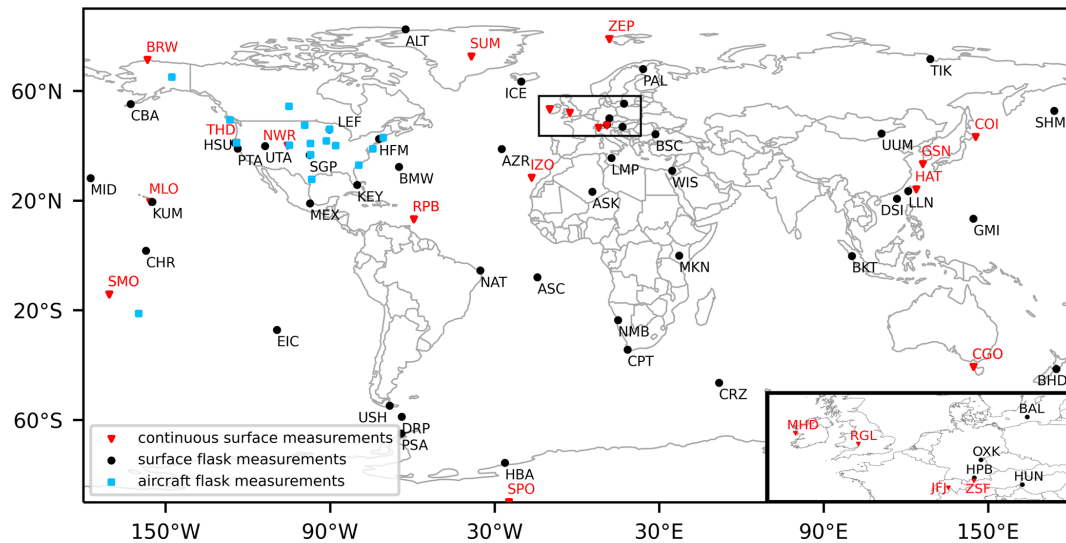 ZEP
BRW
SUM
ALT
TIK
PAL
60°N
ICE
CBA
LEF
SHM
THD
NWR
COI
HSU
HFM
UUM
PTA
UTA
BSC
GSN
SGP
AZR
IZO
LMP
BMW
WIS
HAT
MID
MLO
KEY
ASK
LLN
20°N
KUM
MEX
RPB
DSI
GMI
CHR
MKN
BKT
SMO
NAT
ASC
20°S
NMB
EIC
CPT
CGO
BHD
CRZ
60°S
USH
DRP
PSA
continuous surface measurements
surface flask measurements
aircraft flask measurements
HBA
SPO
BAL
MHD
RGL
OXK
HPB
HUN
JFJ
ZSF
150°W
90°W
30°W
30°E
90°E
150°E